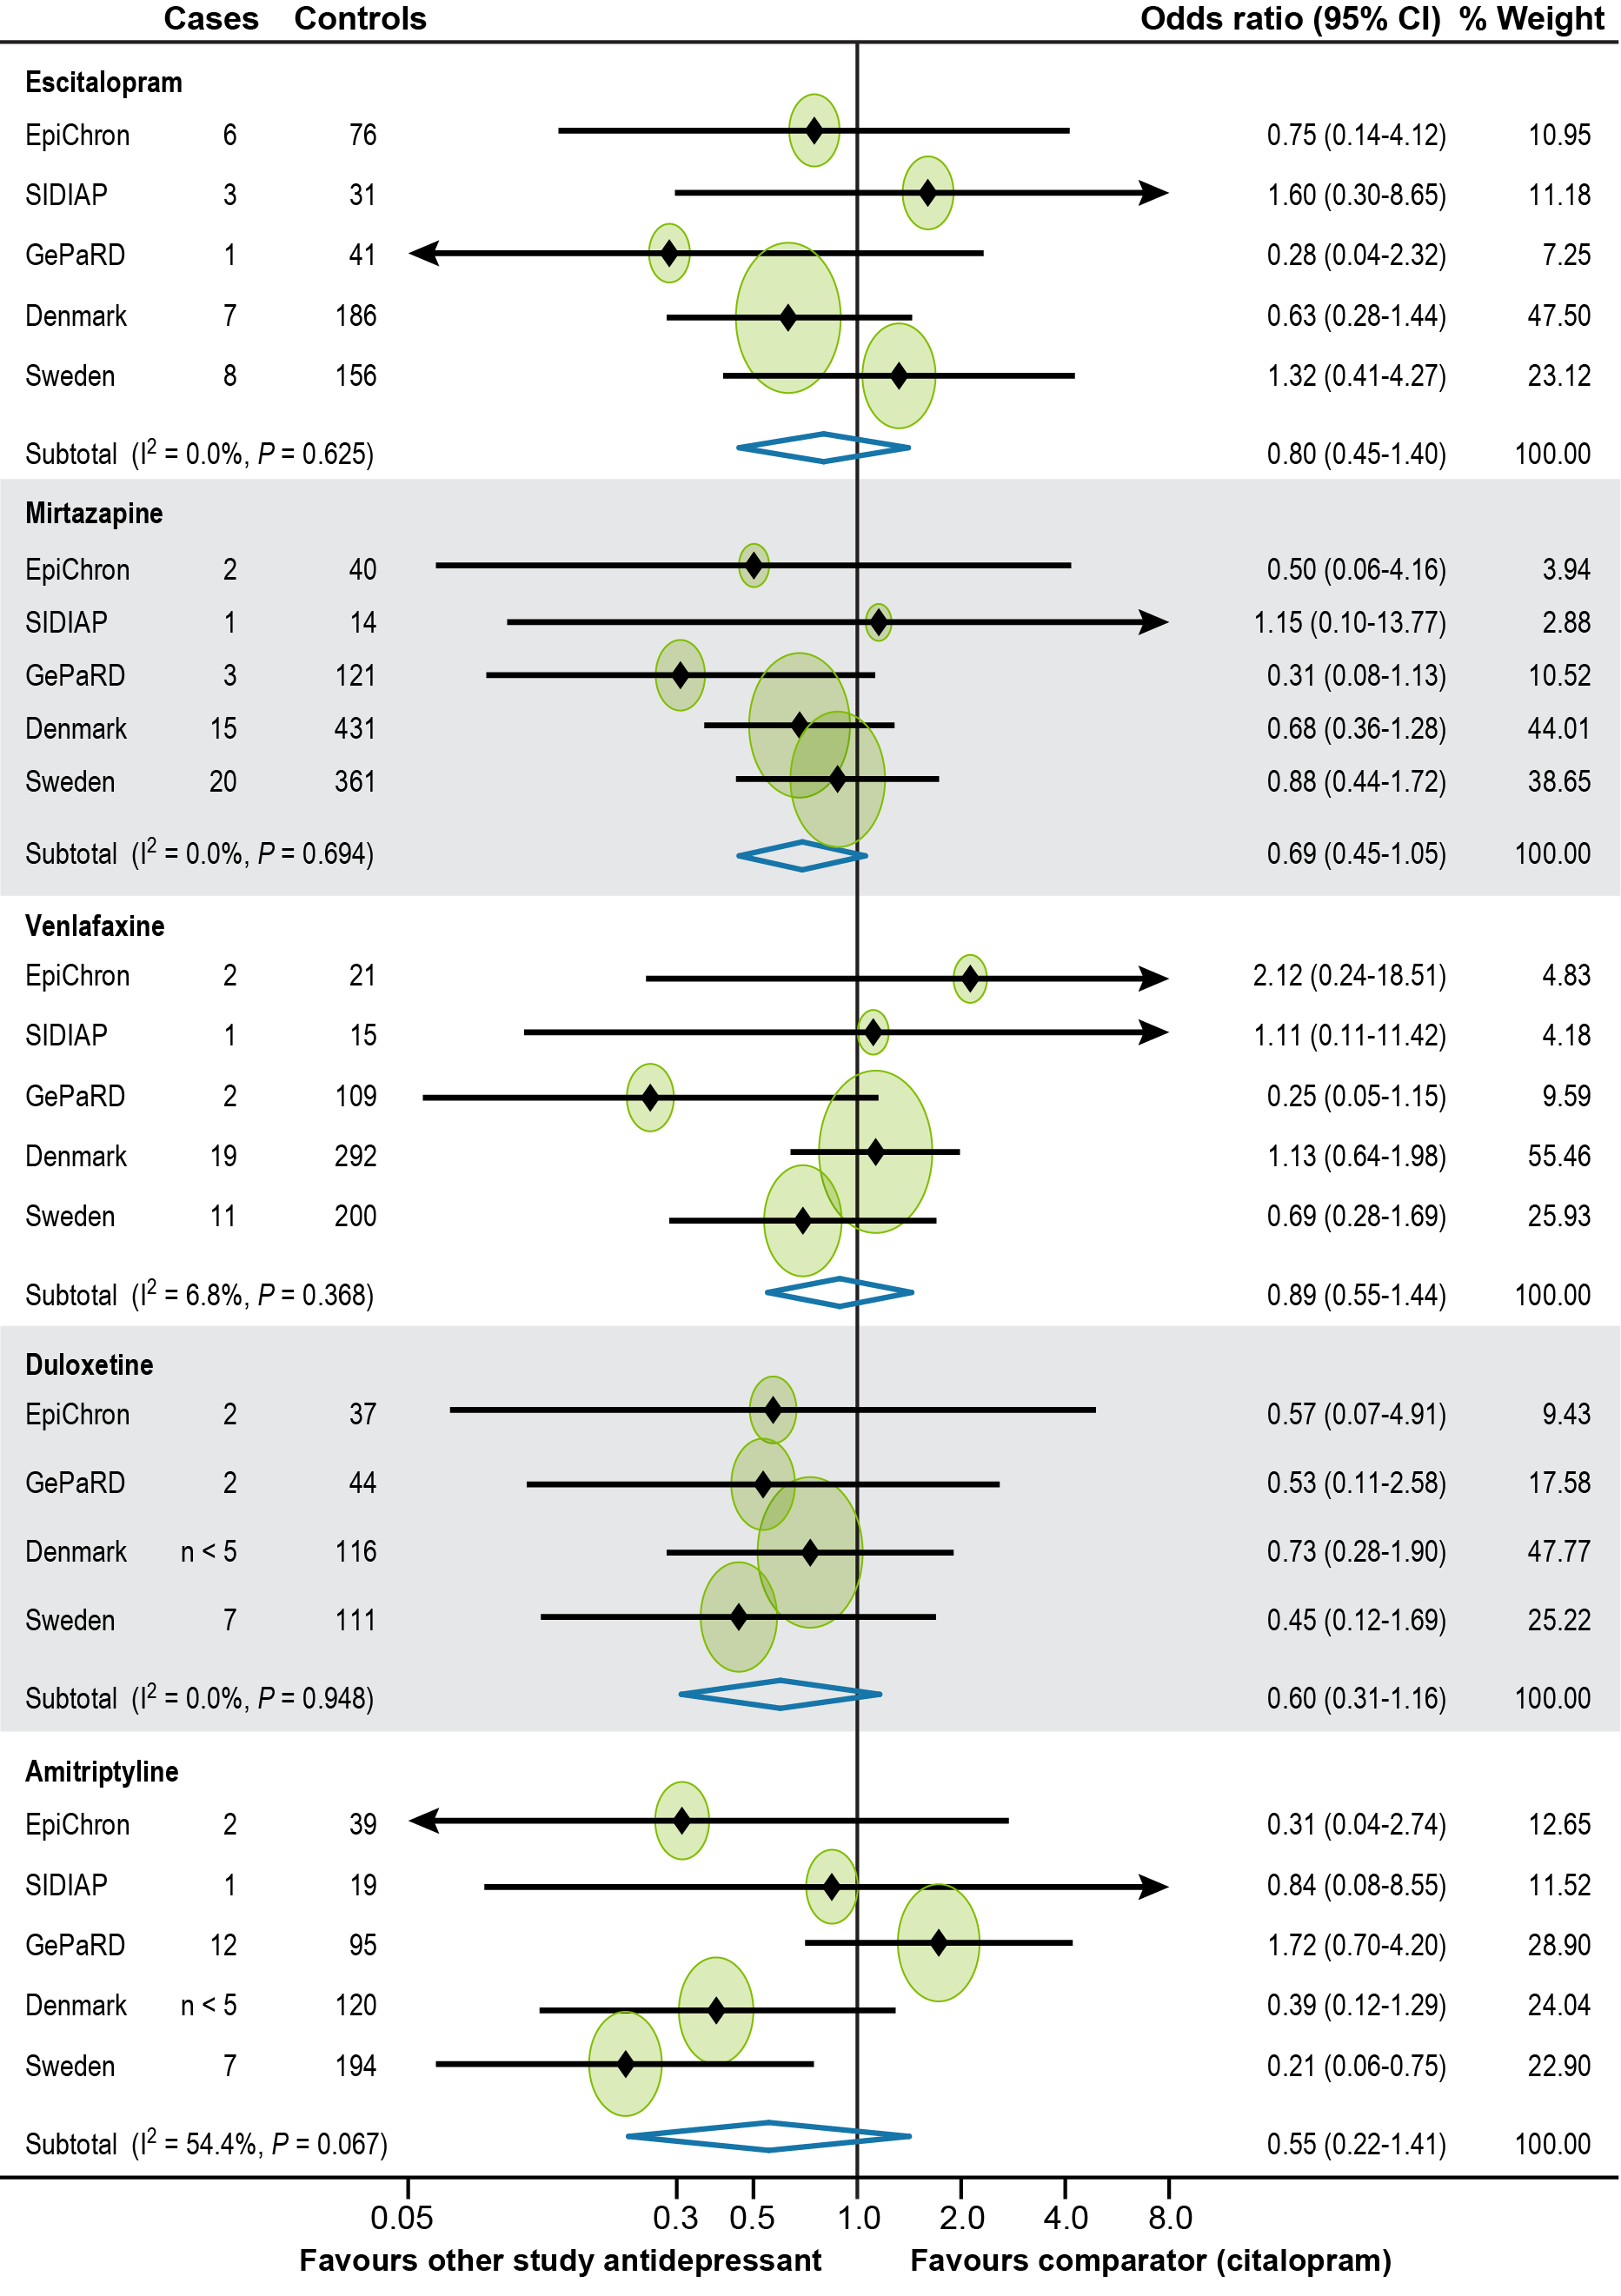 Cases Controls Odds ratio (95% CI) % Weight
Escitalopram
EpiChron 6 76 0.75 (0.14-4.12) 10.95
SIDIAP 3 31 1.60 (0.30-8.65) 11.18
GePaRD 1 41 0.28 (0.04-2.32) 7.25
Denmark 7 186 0.63 (0.28-1.44) 47.50
Sweden 8 156 1.32 (0.41-4.27) 23.12
Subtotal (I² = 0.0%, P = 0.625) 0.80 (0.45-1.40) 100.00
Mirtazapine
EpiChron 2 40 0.50 (0.06-4.16) 3.94
SIDIAP 1 14 1.15 (0.10-13.77) 2.88
GePaRD 3 121 0.31 (0.08-1.13) 10.52
Denmark 15 431 0.68 (0.36-1.28) 44.01
Sweden 20 361 0.88 (0.44-1.72) 38.65
Subtotal (I² = 0.0%, P = 0.694) 0.69 (0.45-1.05) 100.00
Venlafaxine
EpiChron 2 21 2.12 (0.24-18.51) 4.83
SIDIAP 1 15 1.11 (0.11-11.42) 4.18
GePaRD 2 109 0.25 (0.05-1.15) 9.59
Denmark 19 292 1.13 (0.64-1.98) 55.46
Sweden 11 200 0.69 (0.28-1.69) 25.93
Subtotal (I² = 6.8%, P = 0.368) 0.89 (0.55-1.44) 100.00
Duloxetine
EpiChron 2 37 0.57 (0.07-4.91) 9.43
GePaRD 2 44 0.53 (0.11-2.58) 17.58
Denmark n < 5 116 0.73 (0.28-1.90) 47.77
Sweden 7 111 0.45 (0.12-1.69) 25.22
Subtotal (I² = 0.0%, P = 0.948) 0.60 (0.31-1.16) 100.00
Amitriptyline
EpiChron 2 39 0.31 (0.04-2.74) 12.65
SIDIAP 1 19 0.84 (0.08-8.55) 11.52
GePaRD 12 95 1.72 (0.70-4.20) 28.90
Denmark n < 5 120 0.39 (0.12-1.29) 24.04
Sweden 7 194 0.21 (0.06-0.75) 22.90
Subtotal (I² = 54.4%, P = 0.067) 0.55 (0.22-1.41) 100.00
0.05 0.3 0.5 1.0 2.0 4.0 8.0
Favours other study antidepressant Favours comparator (citalopram)